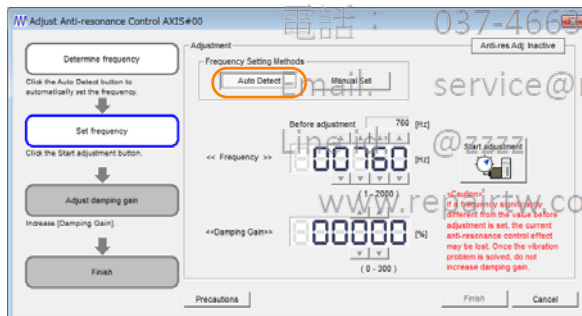 Adjust Anti-resonance Control AXIS#00
電話： 037-4663
Determine frequency
Click the Auto Detect button to
automatically set the frequency.
Set frequency
Click the Start adjustment button.
Adjust damping gain
Increase [Damping Gain].
Finish
Adjustment
Anti-res Adj Inactive
Frequency Setting Methods
Auto Detect
Manual Set
Email: service@
Before adjustment 760 [Hz]
Line id: @zzzz
<< Frequency >> 00760 [Hz]
( 1 - 2000 )
Start adjustment
www.repairtw.co
<<Damping Gain>> 00000 [%]
( 0 - 300 )
<Caution>
If a frequency significantly
different from the value before
adjustment is set, the current
anti-resonance control effect
may be lost. Once the vibration
problem is solved, do not
increase damping gain.
Precautions
Finish
Cancel